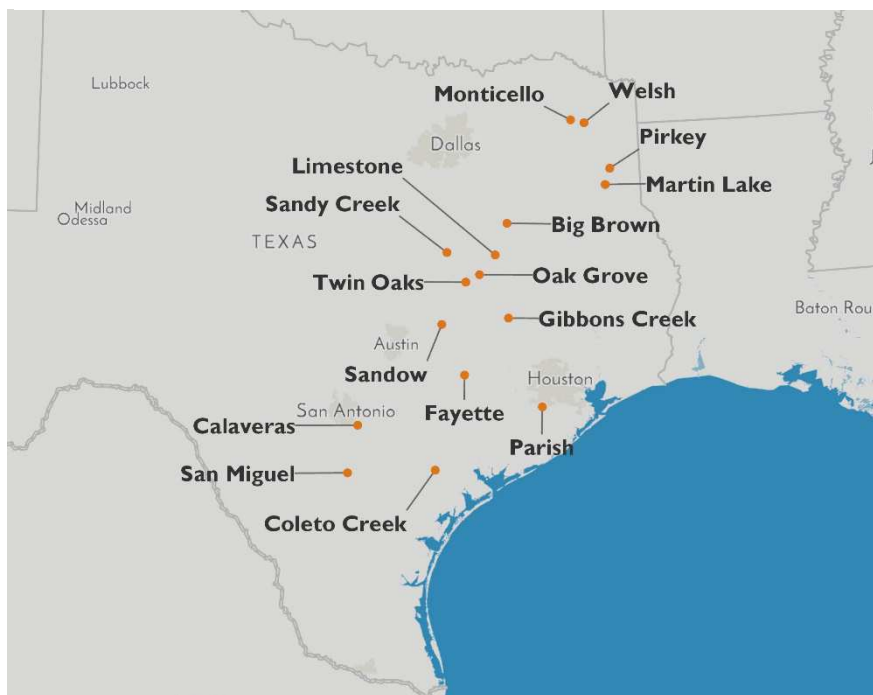 Lubbock
Monticello
Welsh
Dallas
Pirkey
Limestone
Martin Lake
Midland
Odessa
Sandy Creek
Big Brown
TEXAS
Twin Oaks
Oak Grove
Baton Rou
Gibbons Creek
Austin
Sandow
Houston
San Antonio
Fayette
Calaveras
Parish
San Miguel
Coleto Creek